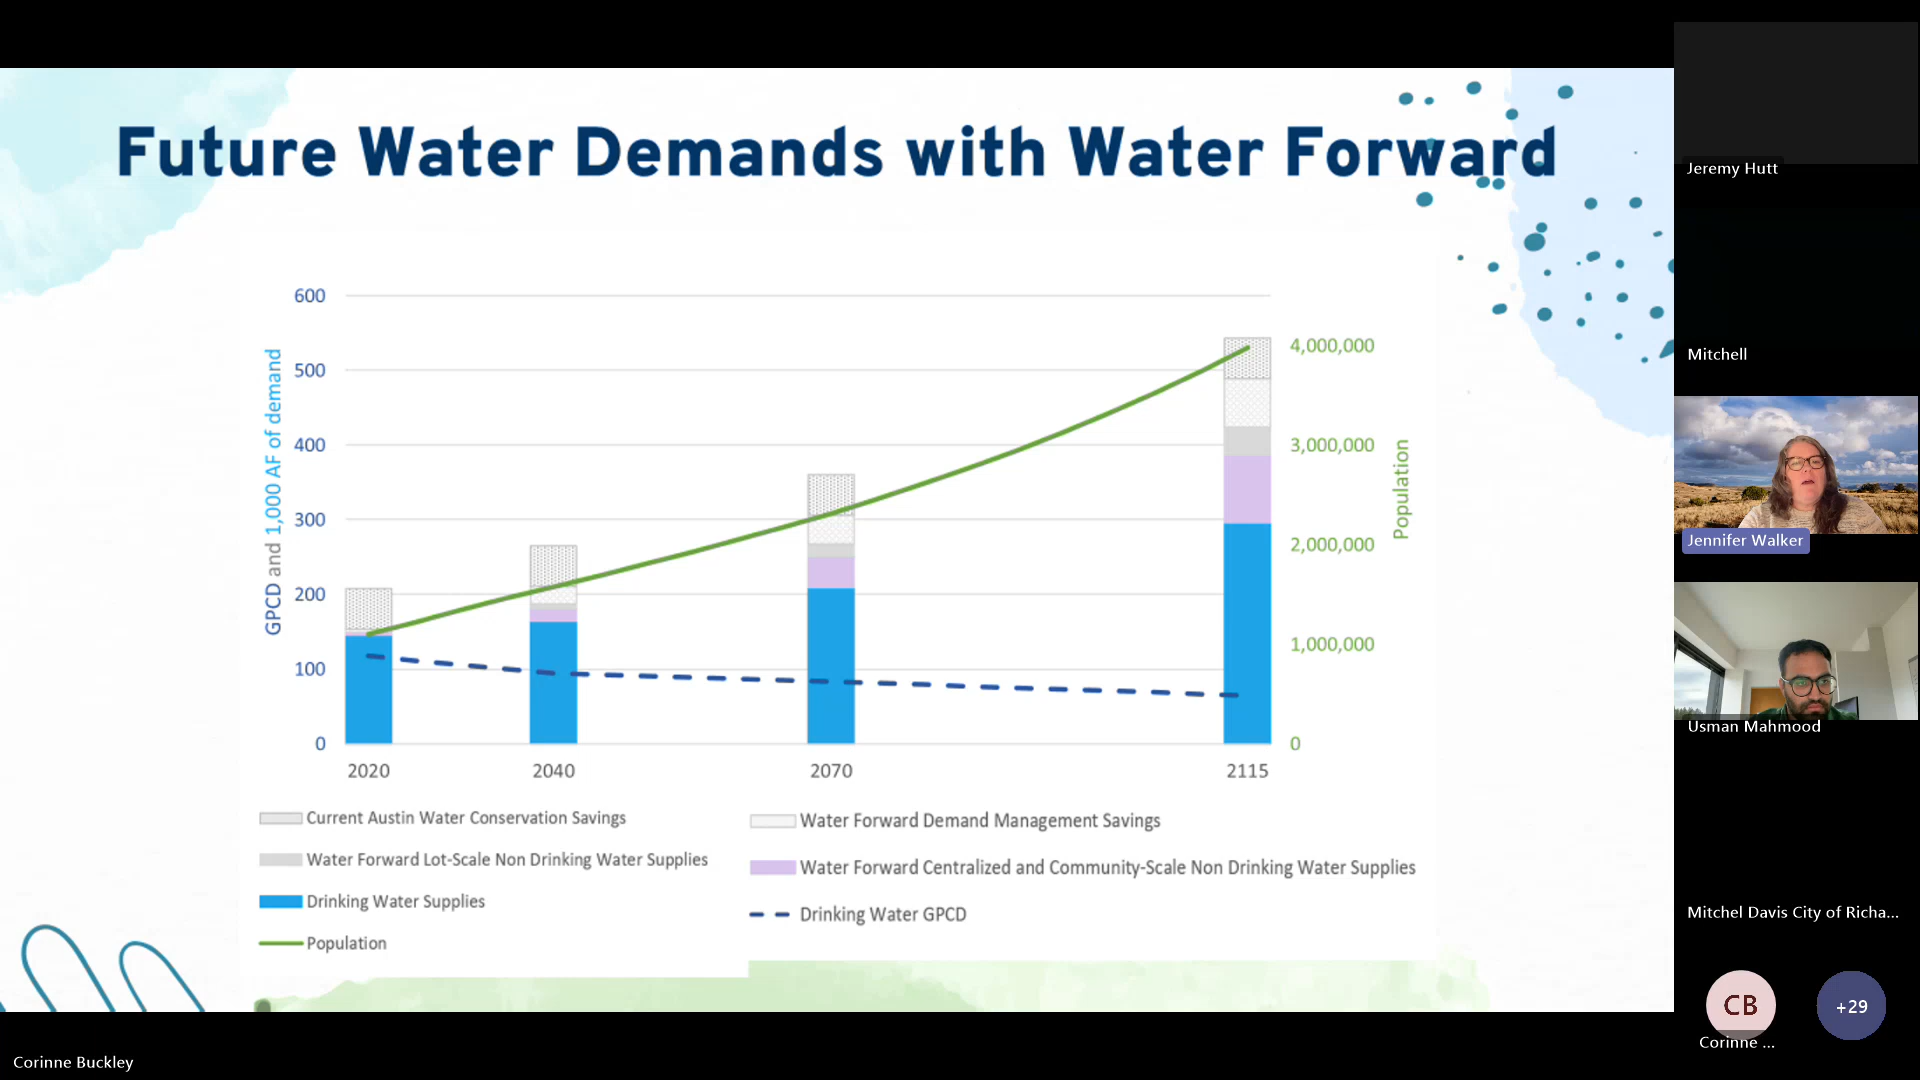 Future Water Demands with Water Forward
GPCD and 1,000 AF of demand
600
500
400
300
200
100
0
4,000,000
3,000,000
2,000,000
1,000,000
0
Population
2020 2040 2070 2115
Current Austin Water Conservation Savings
Water Forward Demand Management Savings
Water Forward Lot-Scale Non Drinking Water Supplies
Water Forward Centralized and Community-Scale Non Drinking Water Supplies
Drinking Water Supplies
Drinking Water GPCD
Population
Jeremy Hutt
Mitchell
Jennifer Walker
Usman Mahmood
Mitchel Davis City of Richa...
CB
+29
Corinne ...
Corinne Buckley